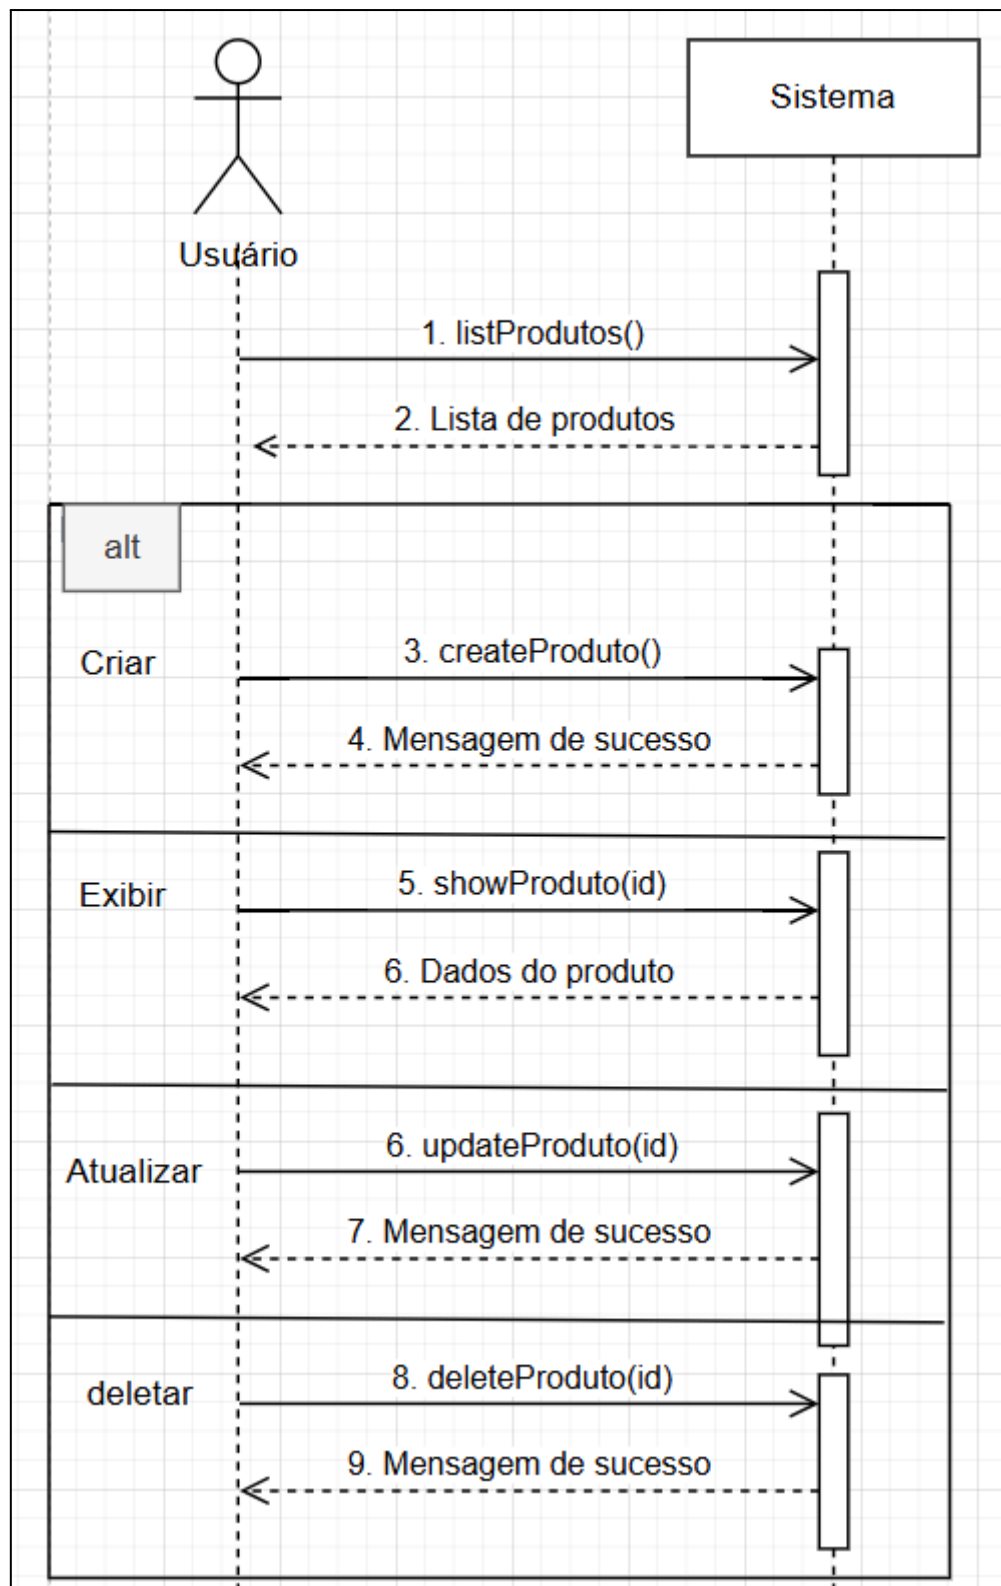 Sistema
Usuário
1. listProdutos()
2. Lista de produtos
alt
Criar
3. createProduto()
4. Mensagem de sucesso
Exibir
5. showProduto(id)
6. Dados do produto
Atualizar
6. updateProduto(id)
7. Mensagem de sucesso
deletar
8. deleteProduto(id)
9. Mensagem de sucesso